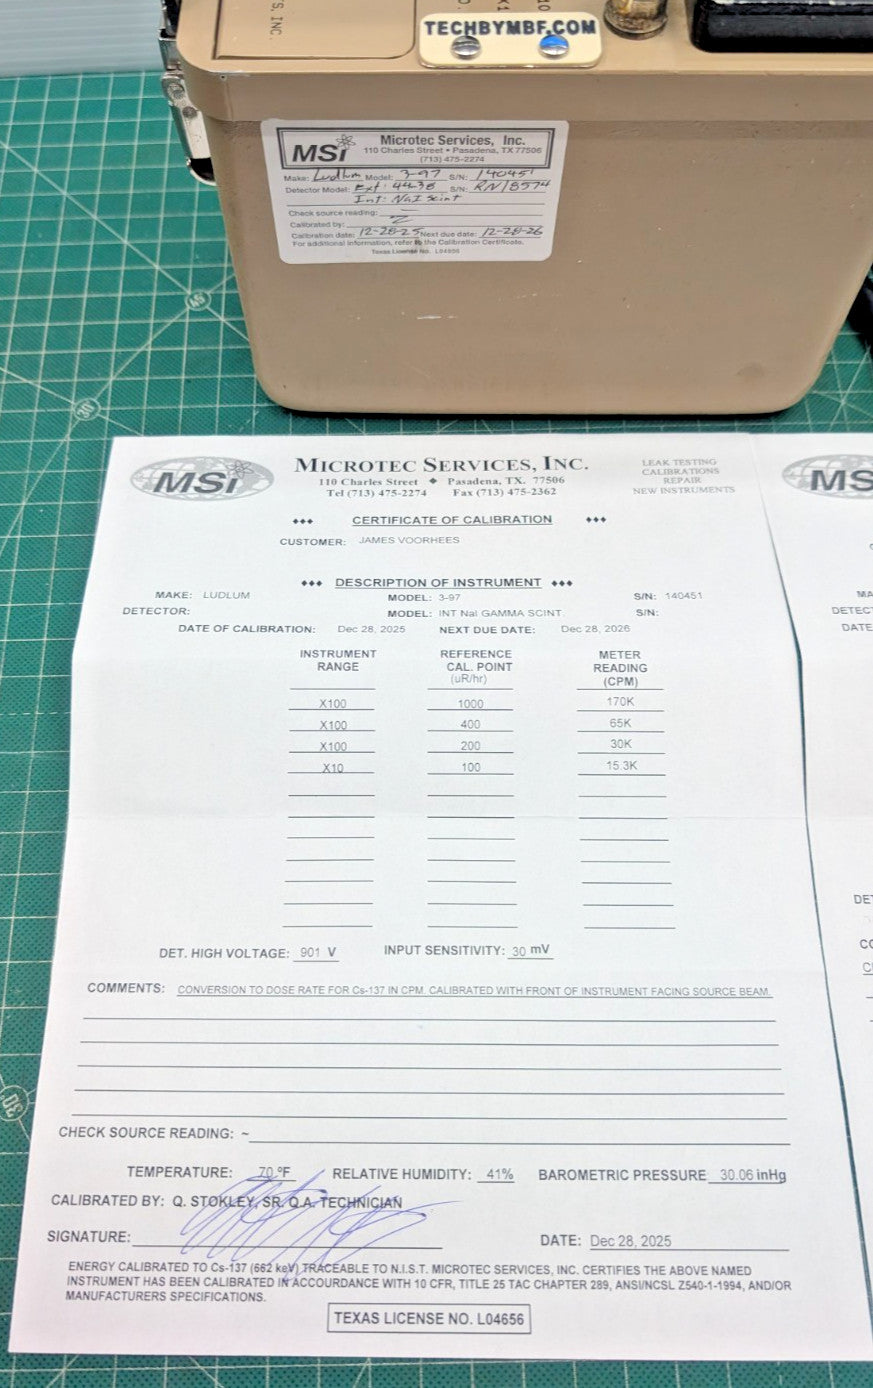 S, INC.
TECHBYMBF.COM
MSi
Microtec Services, Inc.
110 Charles Street • Pasadena, TX 77506
(713) 475-2274
Make: Ludlum Model: 3-97 S/N: 140451
Detector Model: Ext: 44-38 S/N: RN18574
Int: NaI Scint
Check source reading:
Calibrated by:
Calibration date: 12-28-25 Next due date: 12-28-26
For additional information, refer to the Calibration Certificate.
Texas License No. L04656
MSi
MICROTEC SERVICES, INC.
110 Charles Street ◆ Pasadena, TX. 77506
Tel (713) 475-2274 Fax (713) 475-2362
LEAK TESTING
CALIBRATIONS
REPAIR
NEW INSTRUMENTS
◆◆◆ CERTIFICATE OF CALIBRATION ◆◆◆
CUSTOMER: JAMES VOORHEES
◆◆◆ DESCRIPTION OF INSTRUMENT ◆◆◆
MAKE: LUDLUM MODEL: 3-97 S/N: 140451
DETECTOR: MODEL: INT NaI GAMMA SCINT. S/N:
DATE OF CALIBRATION: Dec 28, 2025 NEXT DUE DATE: Dec 28, 2026
INSTRUMENT RANGE REFERENCE CAL. POINT (uR/hr) METER READING (CPM)
X100 1000 170K
X100 400 65K
X100 200 30K
X10 100 15.3K
DET. HIGH VOLTAGE: 901 V INPUT SENSITIVITY: 30 mV
COMMENTS: CONVERSION TO DOSE RATE FOR Cs-137 IN CPM. CALIBRATED WITH FRONT OF INSTRUMENT FACING SOURCE BEAM.
CHECK SOURCE READING: ~
TEMPERATURE: 70 ºF RELATIVE HUMIDITY: 41% BAROMETRIC PRESSURE 30.06 inHg
CALIBRATED BY: Q. STOKLEY, SR. Q.A. TECHNICIAN
SIGNATURE: DATE: Dec 28, 2025
ENERGY CALIBRATED TO Cs-137 (662 keV) TRACEABLE TO N.I.S.T. MICROTEC SERVICES, INC. CERTIFIES THE ABOVE NAMED
INSTRUMENT HAS BEEN CALIBRATED IN ACCOURDANCE WITH 10 CFR, TITLE 25 TAC CHAPTER 289, ANSI/NCSL Z540-1-1994, AND/OR
MANUFACTURERS SPECIFICATIONS.
TEXAS LICENSE NO. L04656
MS
MA
DETEC
DATE
DE
CO
45
30
30